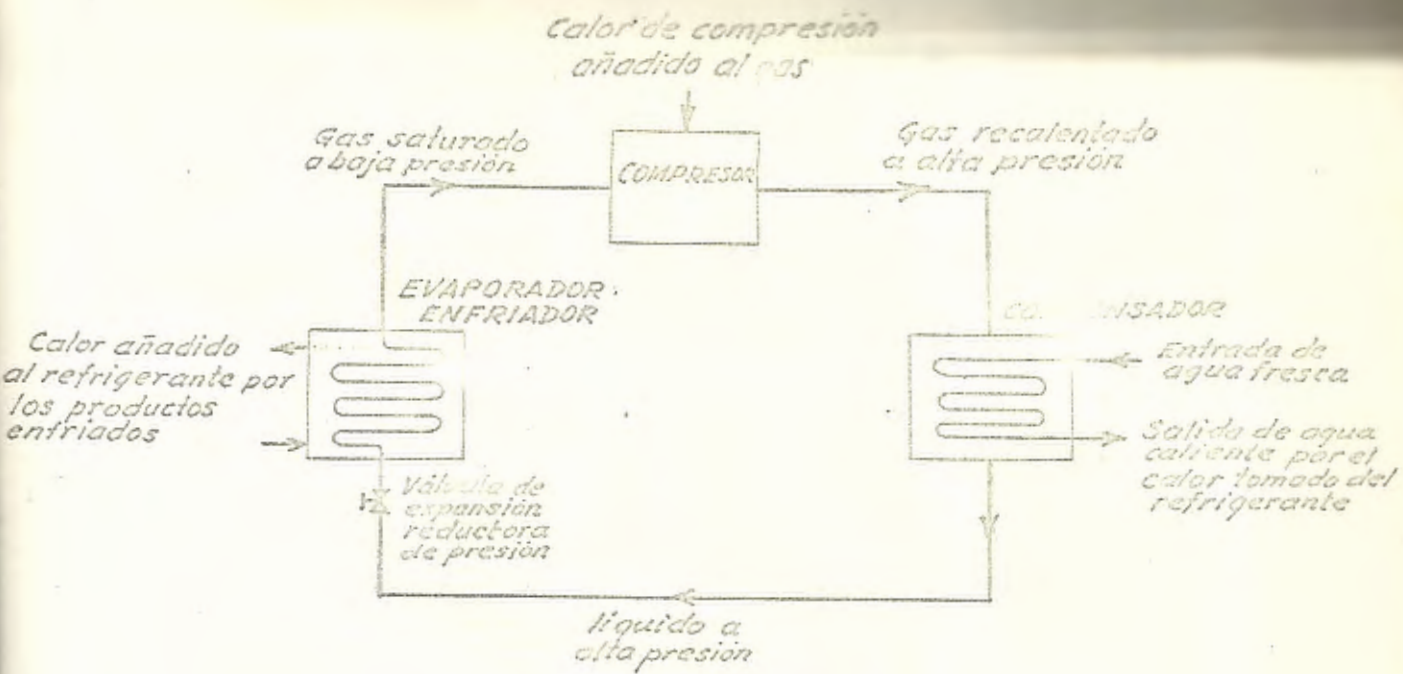 Calor de compresión
añadido al gas
Gas saturado
a baja presión
COMPRESOR
Gas recalentado
a alta presión
EVAPORADOR
ENFRIADOR
CONDENSADOR
Calor añadido
al refrigerante por
los productos
enfriados
Entrada de
agua fresca
Salida de agua
caliente por el
calor tomado del
refrigerante
Válvula de
expansión
reductora
de presión
líquido a
alta presión